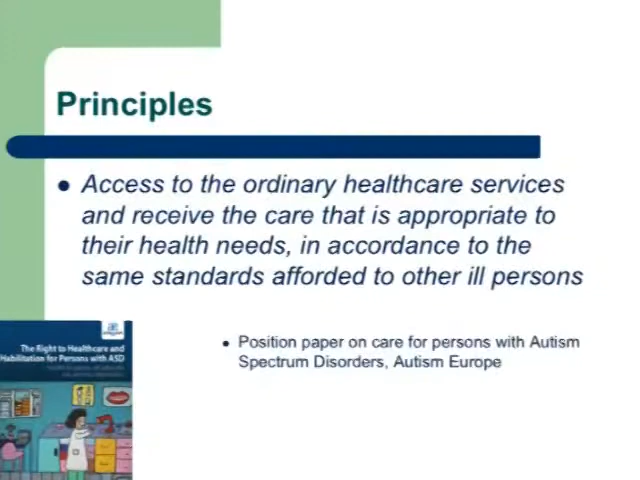 Principles
● Access to the ordinary healthcare services
and receive the care that is appropriate to
their health needs, in accordance to the
same standards afforded to other ill persons
● Position paper on care for persons with Autism
Spectrum Disorders, Autism Europe
The Right to Healthcare and
Habilitation for Persons with ASD